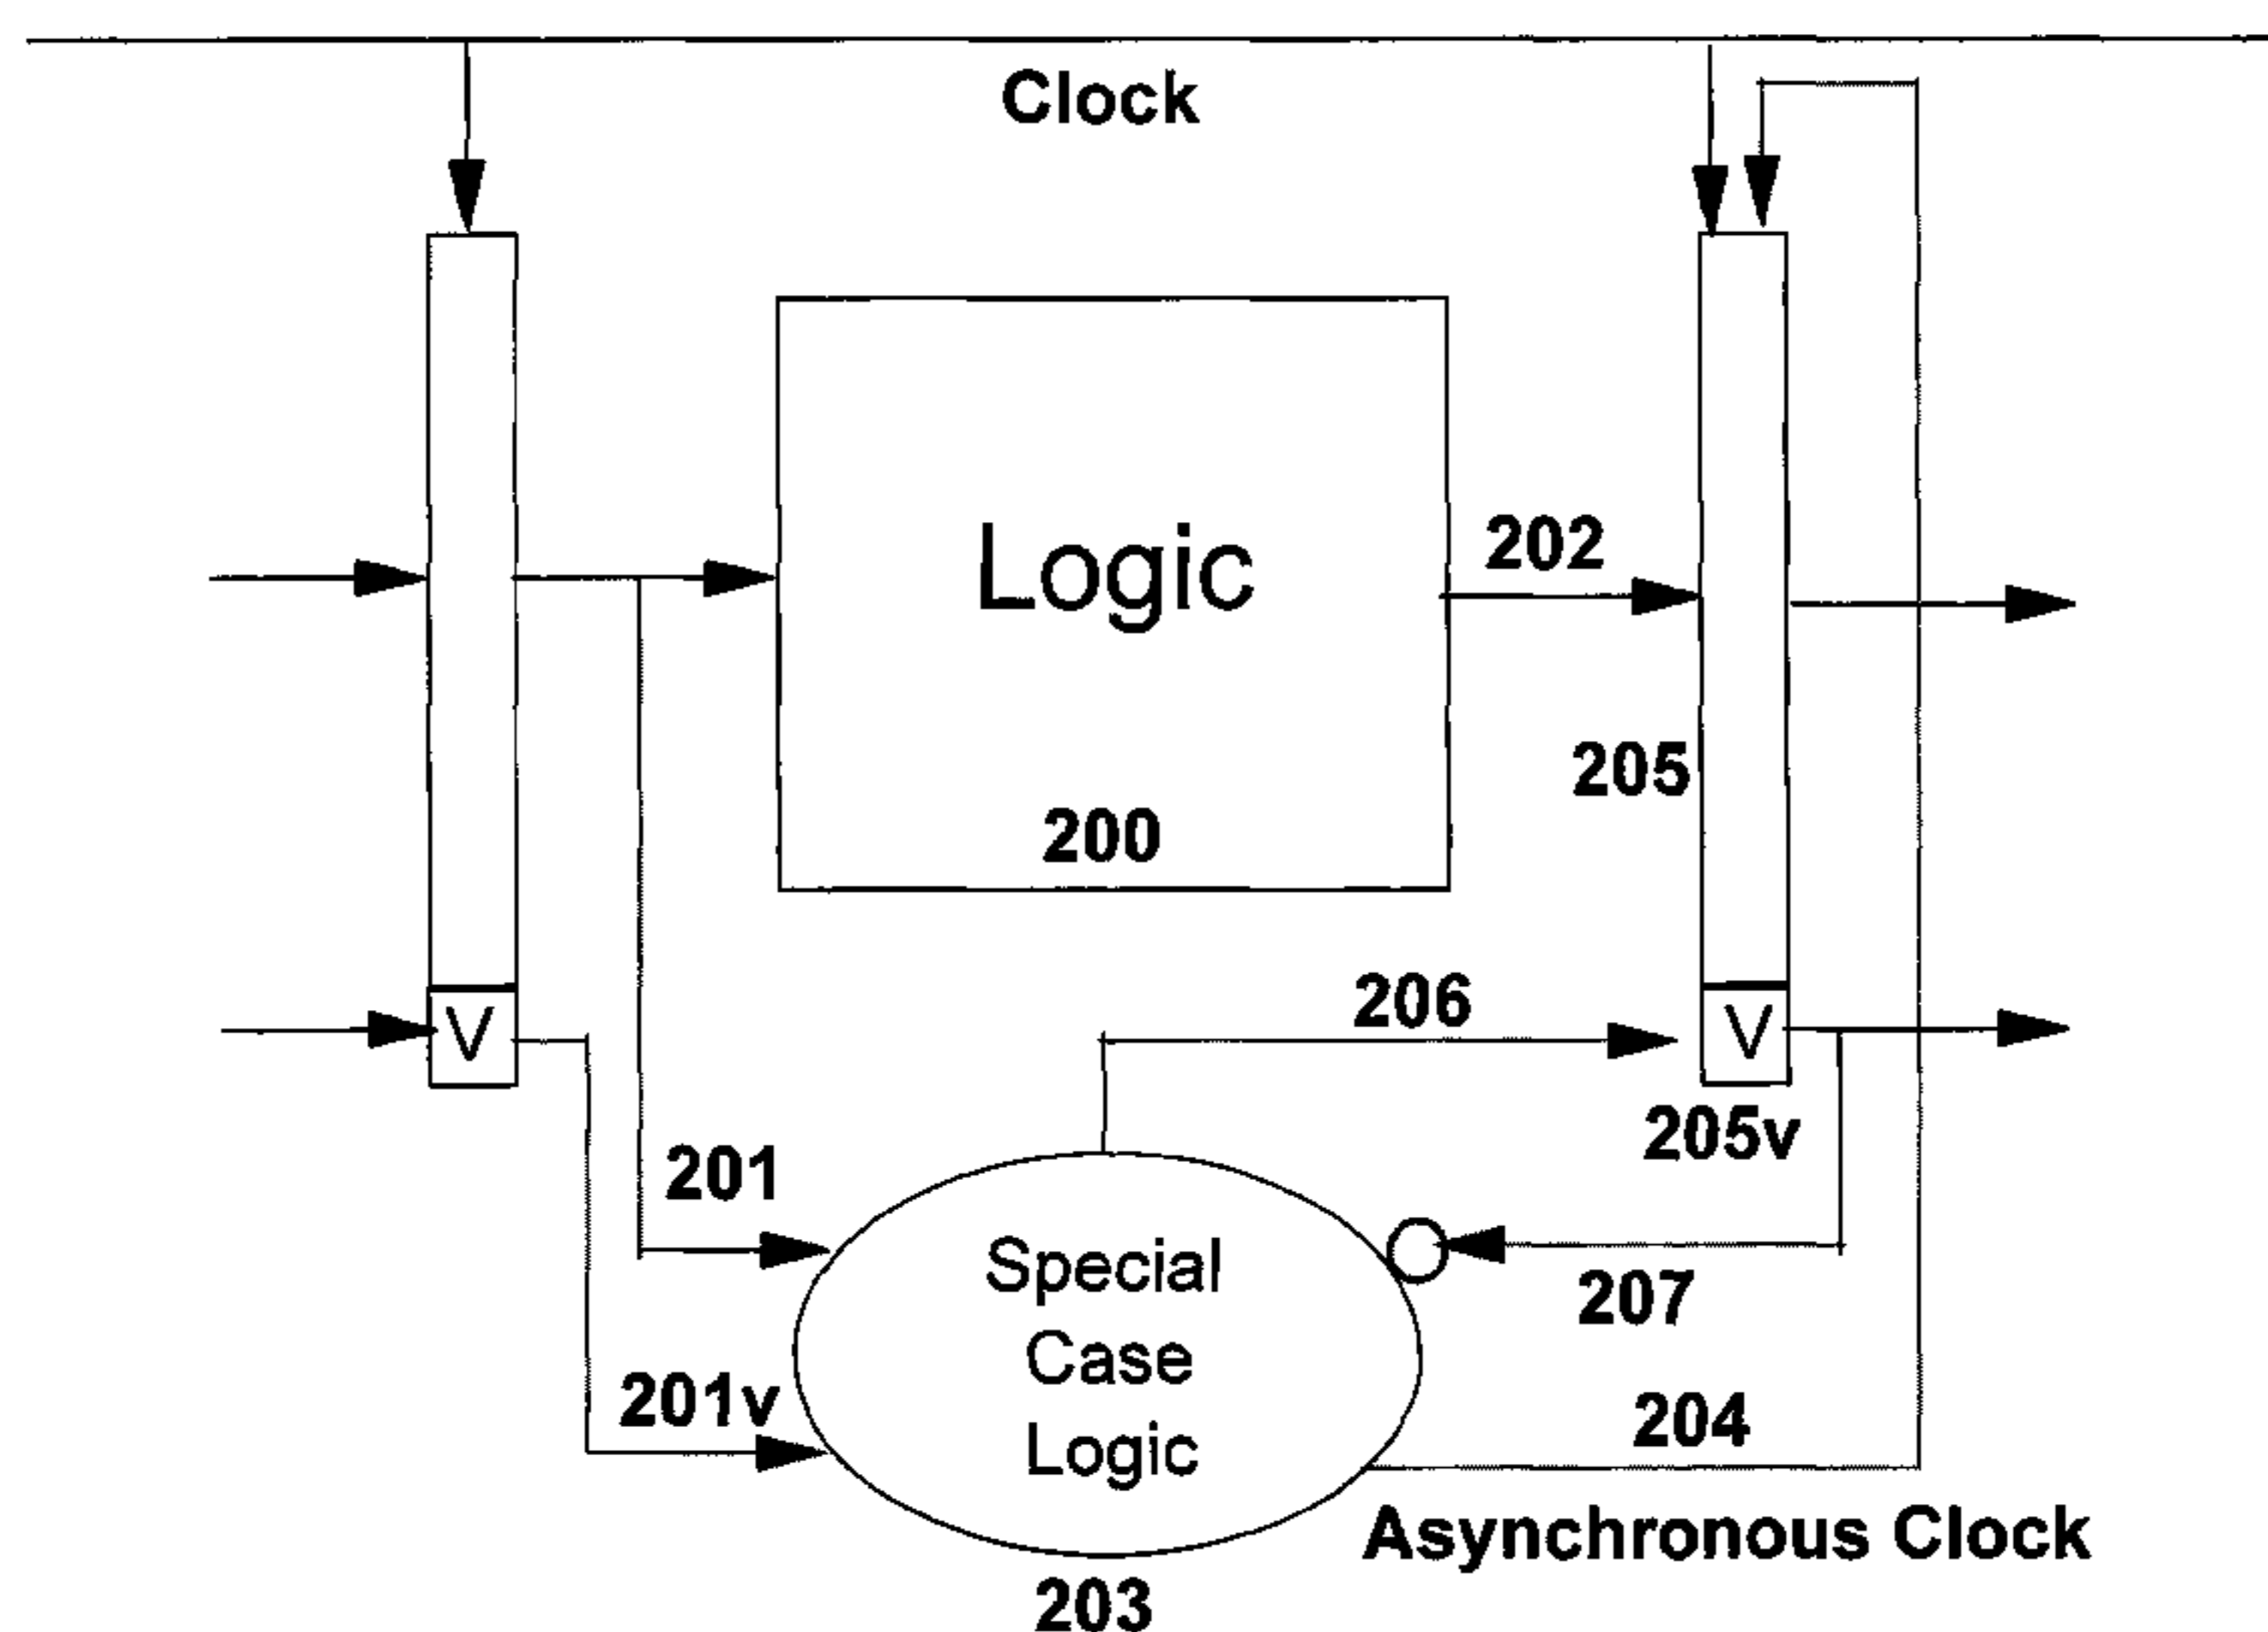 Clock
Logic
202
205
200
206
V
V
205v
201
Special
Case
Logic
207
201v
204
Asynchronous Clock
203